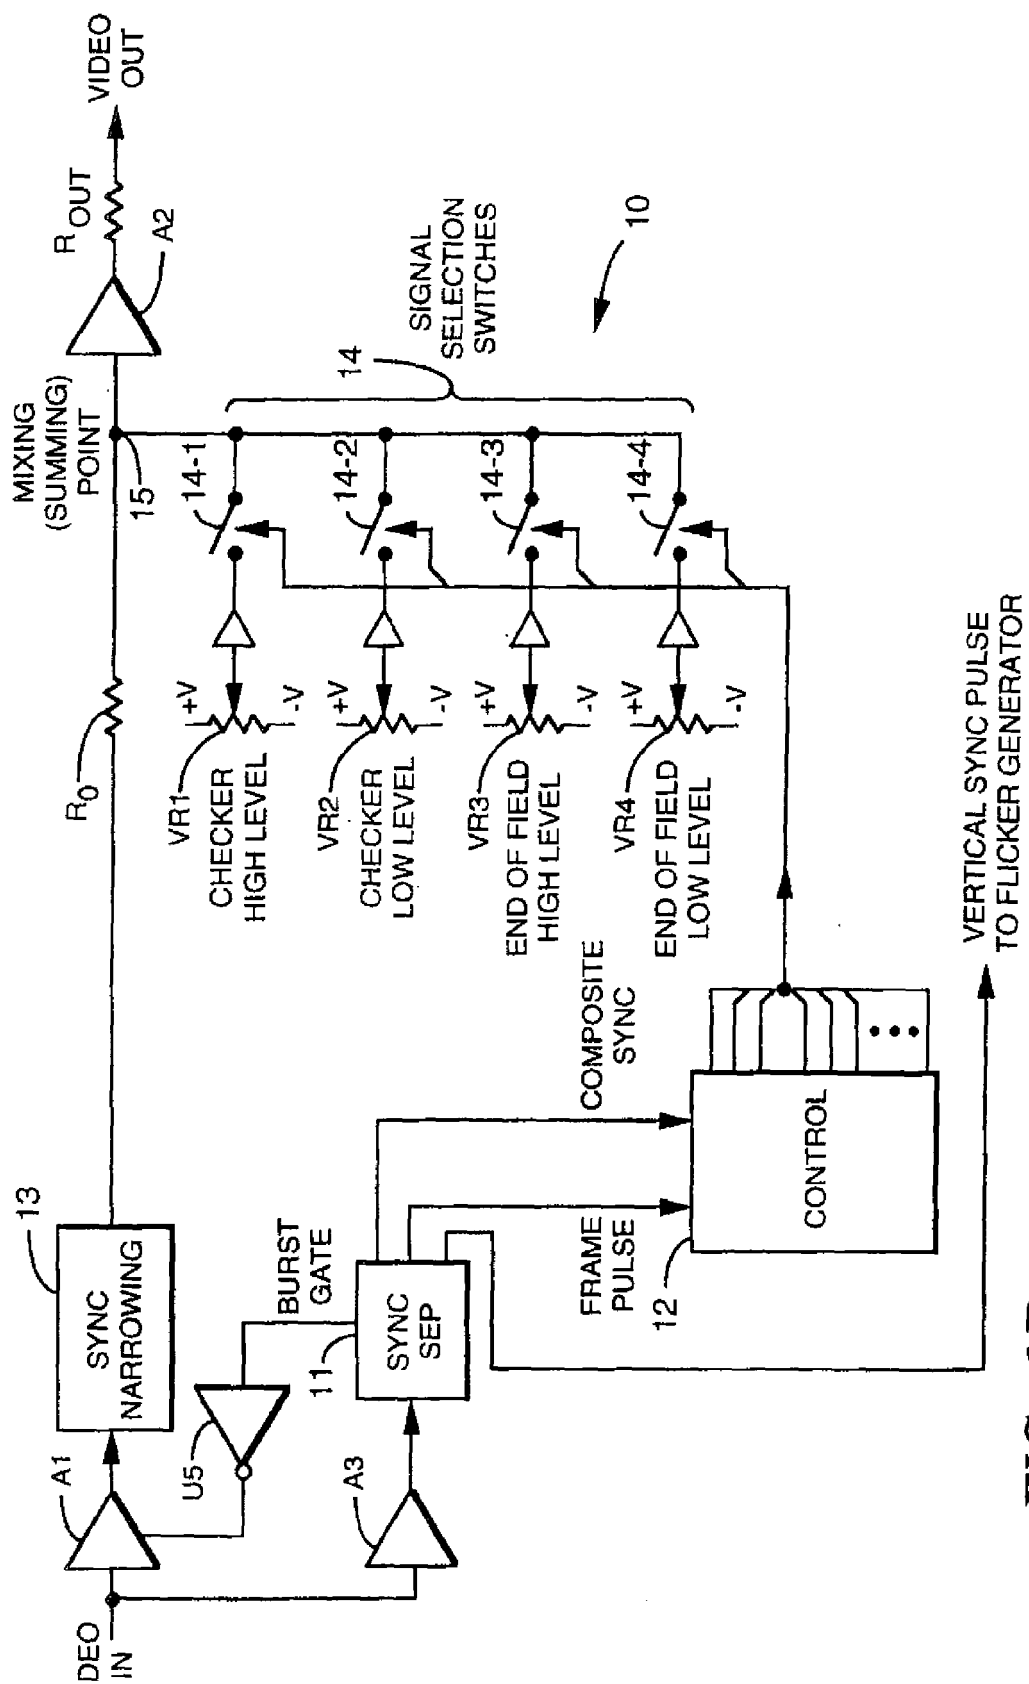 DEO
IN
A1
SYNC
NARROWING
13
R0
MIXING
(SUMMING)
POINT
15
A2
ROUT
VIDEO
OUT
U5
BURST
GATE
A3
11
SYNC
SEP
FRAME
PULSE
COMPOSITE
SYNC
12
CONTROL
VERTICAL SYNC PULSE
TO FLICKER GENERATOR
VR1
CHECKER
HIGH LEVEL
+V
-V
14-1
VR2
CHECKER
LOW LEVEL
+V
-V
14-2
VR3
END OF FIELD
HIGH LEVEL
+V
-V
14-3
VR4
END OF FIELD
LOW LEVEL
+V
-V
14-4
14
SIGNAL
SELECTION
SWITCHES
10